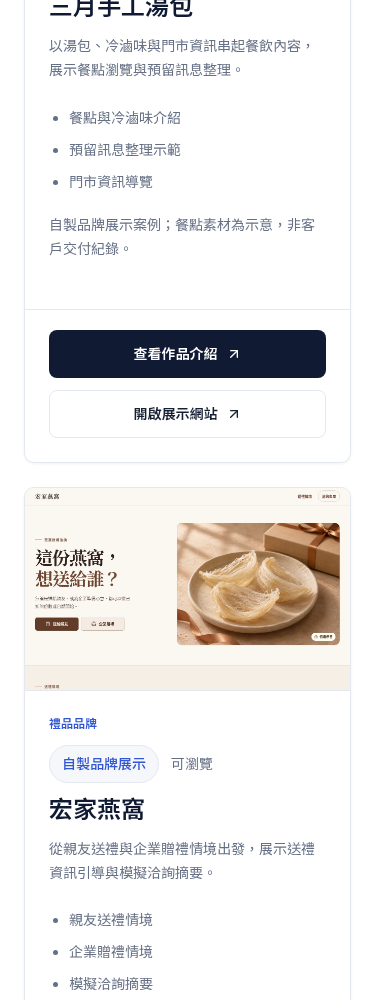 三月手工湯包
以湯包、冷滷味與門市資訊串起餐飲內容，
展示餐點瀏覽與預留訊息整理。
餐點與冷滷味介紹
預留訊息整理示範
門市資訊導覽
自製品牌展示案例；餐點素材為示意，非客
戶交付紀錄。
查看作品介紹
開啟展示網站
宏家燕窩
這份燕窩，
想送給誰？
禮品品牌
自製品牌展示
可瀏覽
宏家燕窩
從親友送禮與企業贈禮情境出發，展示送禮
資訊引導與模擬洽詢摘要。
親友送禮情境
企業贈禮情境
模擬洽詢摘要